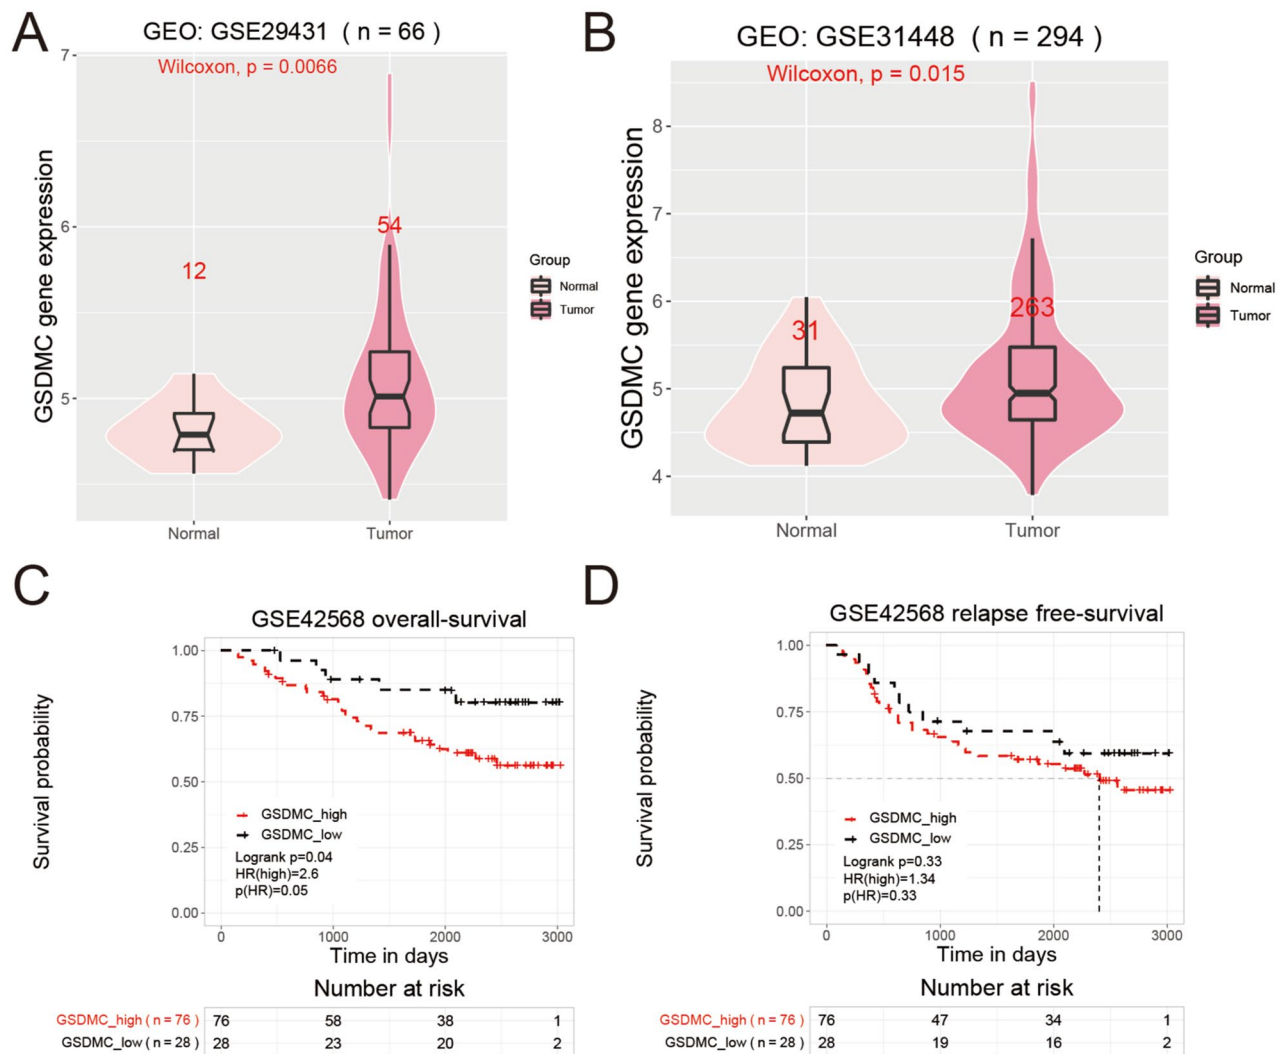 A
GEO: GSE29431 ( n = 66 )
Wilcoxon, p = 0.0066
GSDMC gene expression
7
6
5
12
54
Normal
Tumor
Group
Normal
Tumor
B
GEO: GSE31448 ( n = 294 )
Wilcoxon, p = 0.015
GSDMC gene expression
8
7
6
5
4
31
263
Normal
Tumor
Group
Normal
Tumor
C
GSE42568 overall-survival
Survival probability
1.00
0.75
0.50
0.25
0.00
GSDMC_high
GSDMC_low
Logrank p=0.04
HR(high)=2.6
p(HR)=0.05
0 1000 2000 3000
Time in days
Number at risk
GSDMC_high ( n = 76 ) 76 58 38 1
GSDMC_low ( n = 28 ) 28 23 20 2
D
GSE42568 relapse free-survival
Survival probability
1.00
0.75
0.50
0.25
0.00
GSDMC_high
GSDMC_low
Logrank p=0.33
HR(high)=1.34
p(HR)=0.33
0 1000 2000 3000
Time in days
Number at risk
GSDMC_high ( n = 76 ) 76 47 34 1
GSDMC_low ( n = 28 ) 28 19 16 2